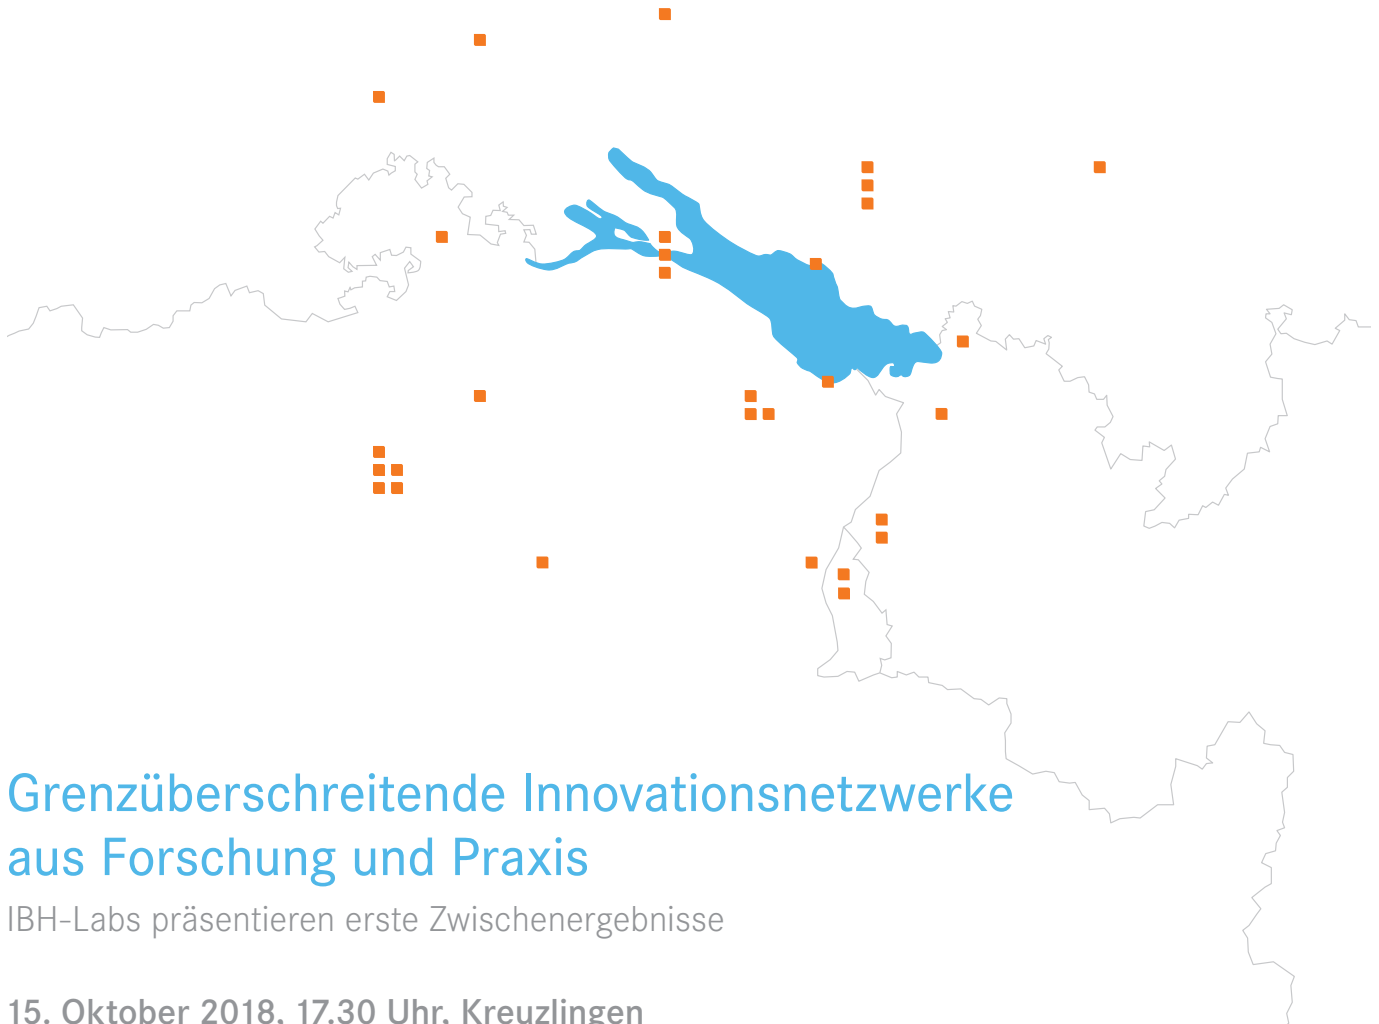 Grenzüberschreitende Innovationsnetzwerke
aus Forschung und Praxis
IBH-Labs präsentieren erste Zwischenergebnisse
15. Oktober 2018, 17.30 Uhr, Kreuzlingen